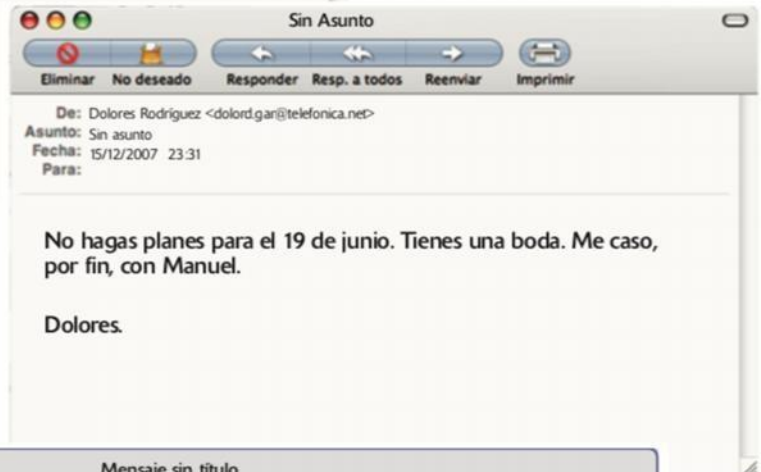 Sin Asunto
Eliminar No deseado Responder Resp. a todos Reenviar Imprimir
De: Dolores Rodríguez <dolord.gar@telefonica.net>
Asunto: Sin asunto
Fecha: 15/12/2007 23:31
Para:
No hagas planes para el 19 de junio. Tienes una boda. Me caso,
por fin, con Manuel.
Dolores.
Mensaje sin título